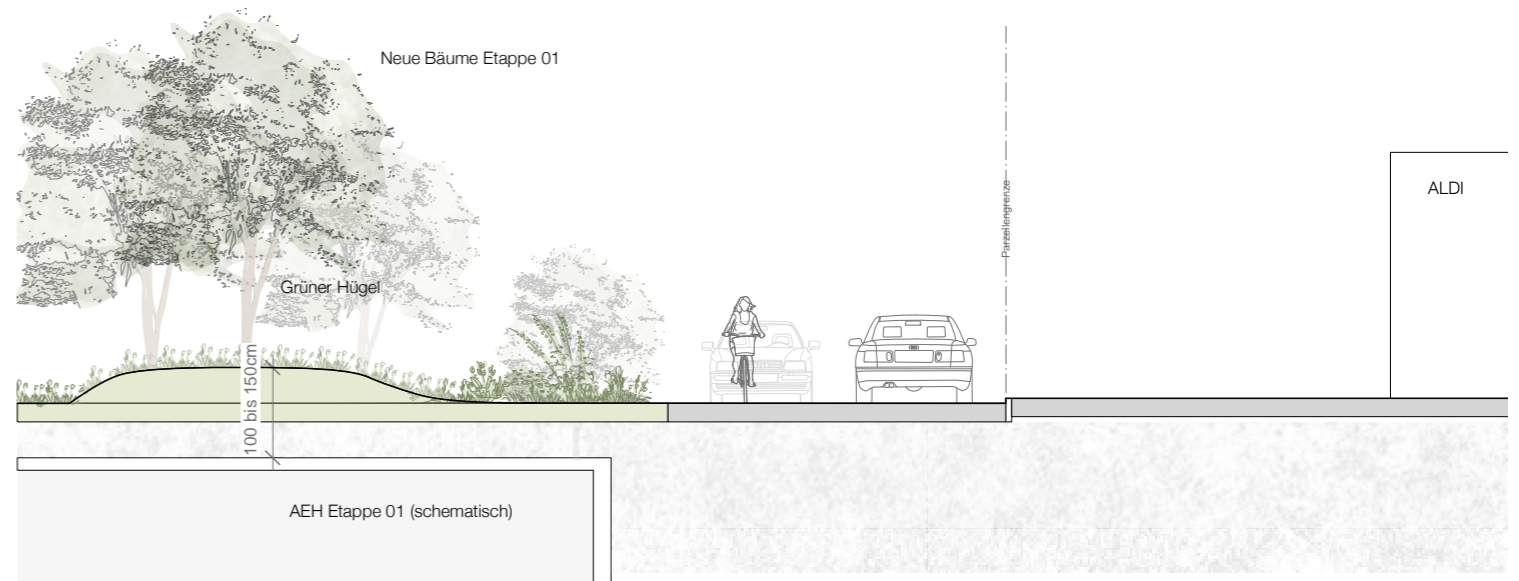 Neue Bäume Etappe 01
Parzellengrenze
ALDI
Grüner Hügel
100 bis 150cm
AEH Etappe 01 (schematisch)